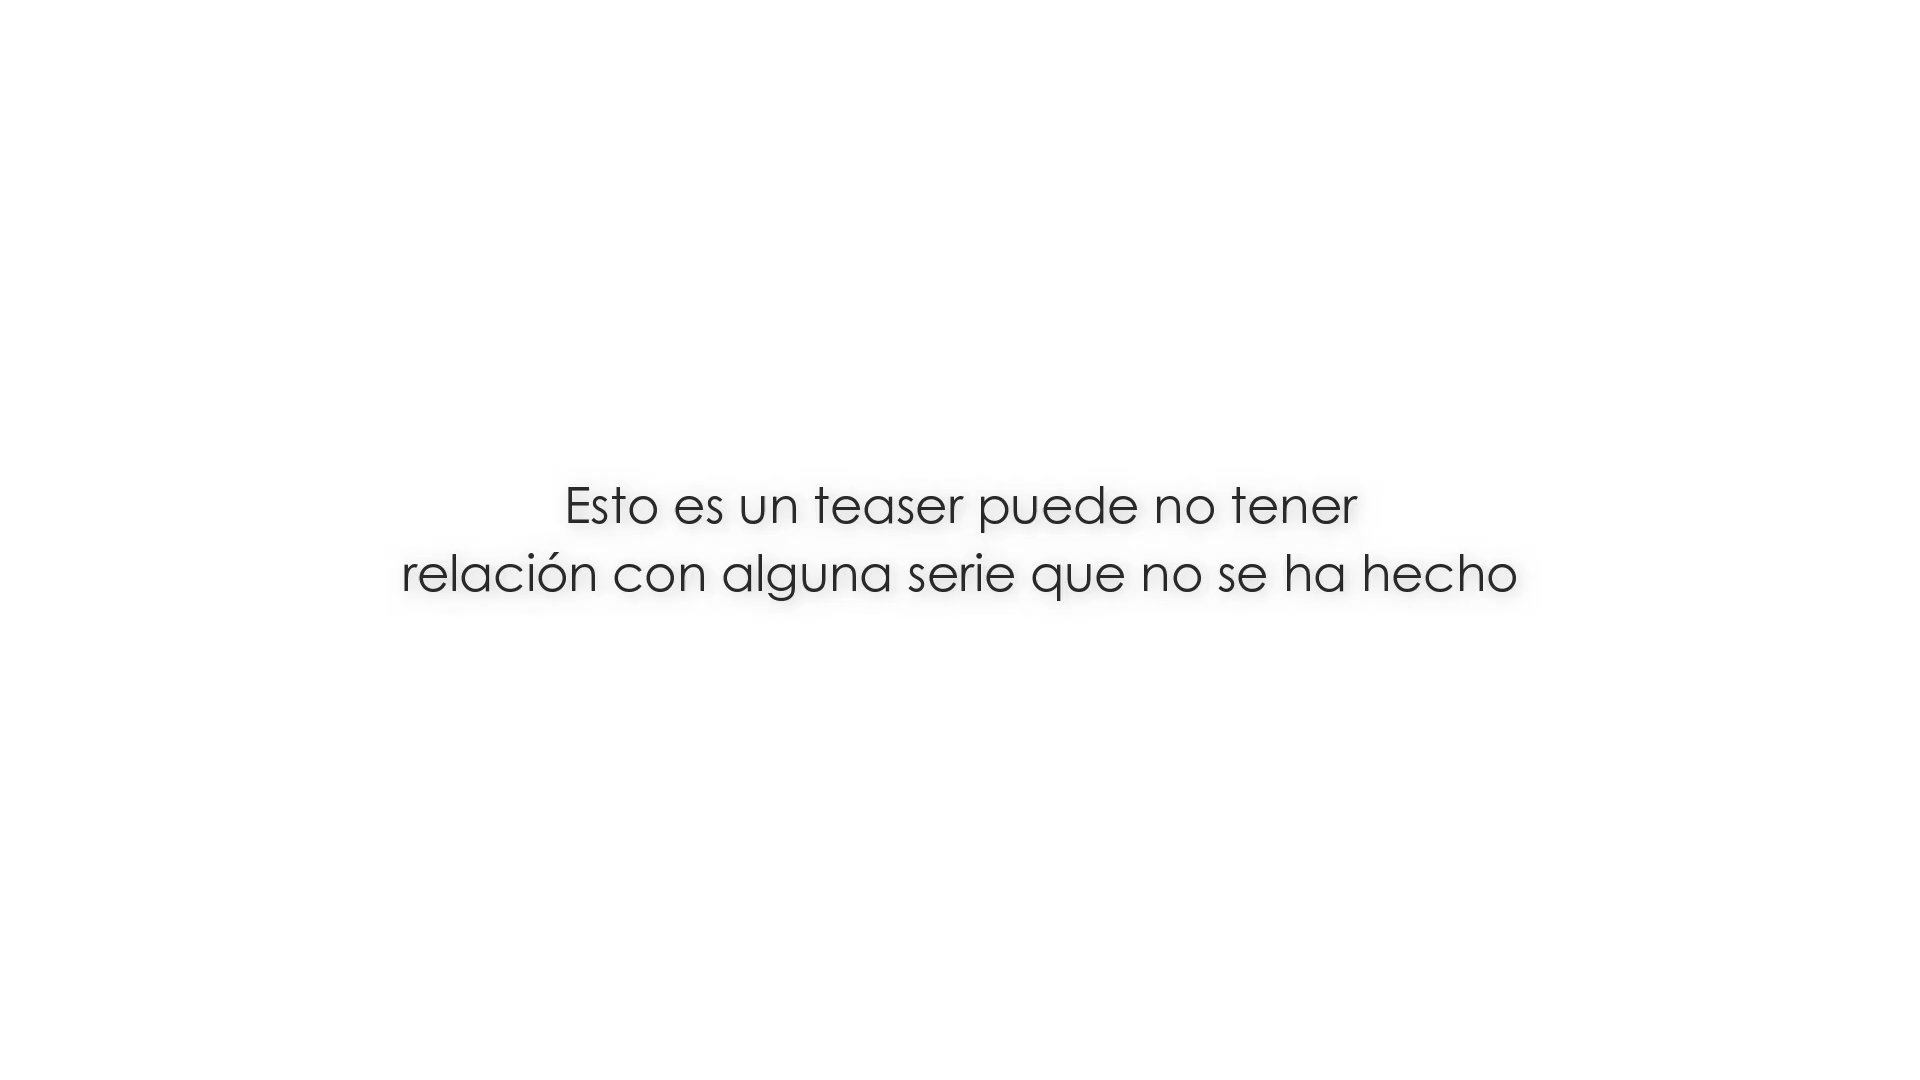 Esto es un teaser puede no tener
relación con alguna serie que no se ha hecho